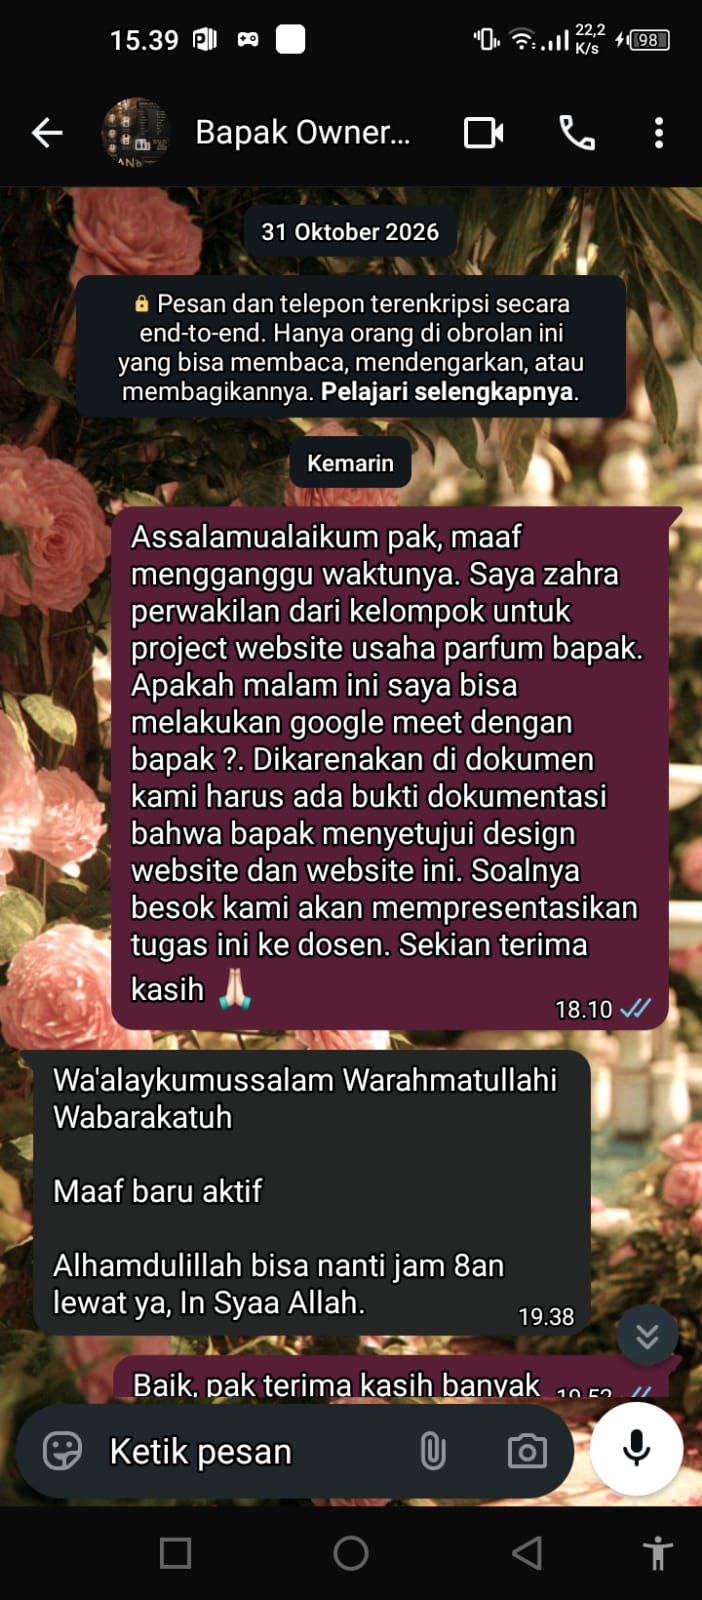 15.39
22,2
K/s
98
Bapak Owner...
31 Oktober 2026
Pesan dan telepon terenkripsi secara
end-to-end. Hanya orang di obrolan ini
yang bisa membaca, mendengarkan, atau
membagikannya. Pelajari selengkapnya.
Kemarin
Assalamualaikum pak, maaf
mengganggu waktunya. Saya zahra
perwakilan dari kelompok untuk
project website usaha parfum bapak.
Apakah malam ini saya bisa
melakukan google meet dengan
bapak ?. Dikarenakan di dokumen
kami harus ada bukti dokumentasi
bahwa bapak menyetujui design
website dan website ini. Soalnya
besok kami akan mempresentasikan
tugas ini ke dosen. Sekian terima
kasih 🙏🏻
18.10
Wa'alaykumussalam Warahmatullahi
Wabarakatuh
Maaf baru aktif
Alhamdulillah bisa nanti jam 8an
lewat ya, In Syaa Allah.
19.38
Baik, pak terima kasih banyak
19.52
Ketik pesan